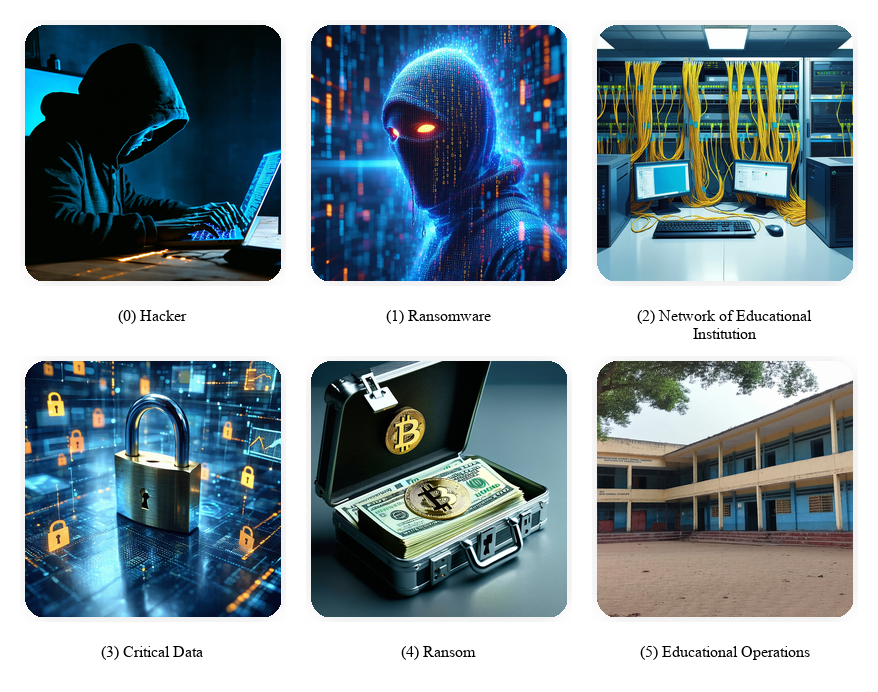 (0) Hacker
(1) Ransomware
(2) Network of Educational
Institution
(3) Critical Data
(4) Ransom
(5) Educational Operations